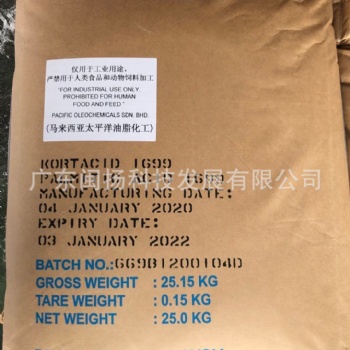 仅用于工业用途,
严禁用于人类食品和动物饲料加工
"FOR INDUSTRIAL USE ONLY.
PROHIBITED FOR HUMAN
FOOD AND FEED "
PACIFIC OLEOCHEMICALS SDN. BHD.
(马来西亚太平洋油脂化工)
KORTACID 1699
广东闽扬科技发展有限公司
PALMITIC ACID 1699
MANUFACTURING DATE:
04 JANUARY 2020
EXPIRY DATE:
03 JANUARY 2022
BATCH NO.:
GROSS WEIGHT : 25.15 KG
TARE WEIGHT : 0.15 KG
NET WEIGHT : 25.0 KG